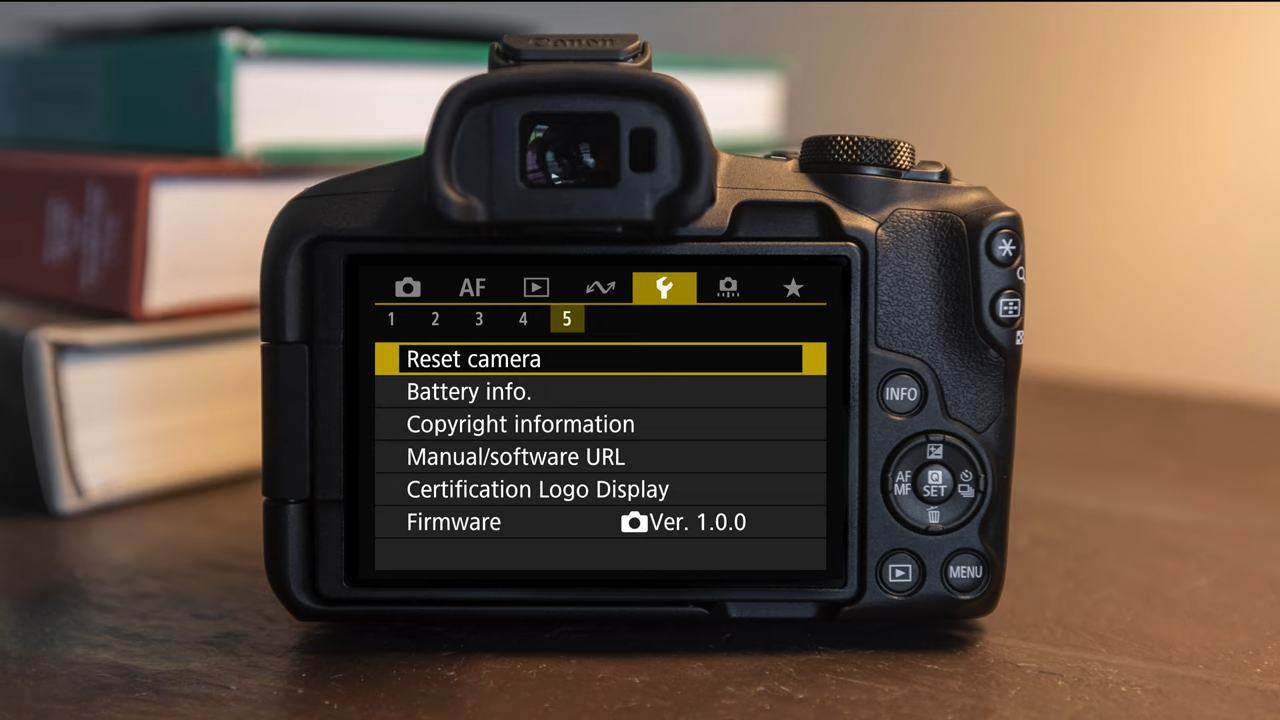 Canon
AF
1 2 3 4 5
Reset camera
Battery info.
Copyright information
Manual/software URL
Certification Logo Display
Firmware Ver. 1.0.0
INFO
AF
MF
Q
SET
MENU